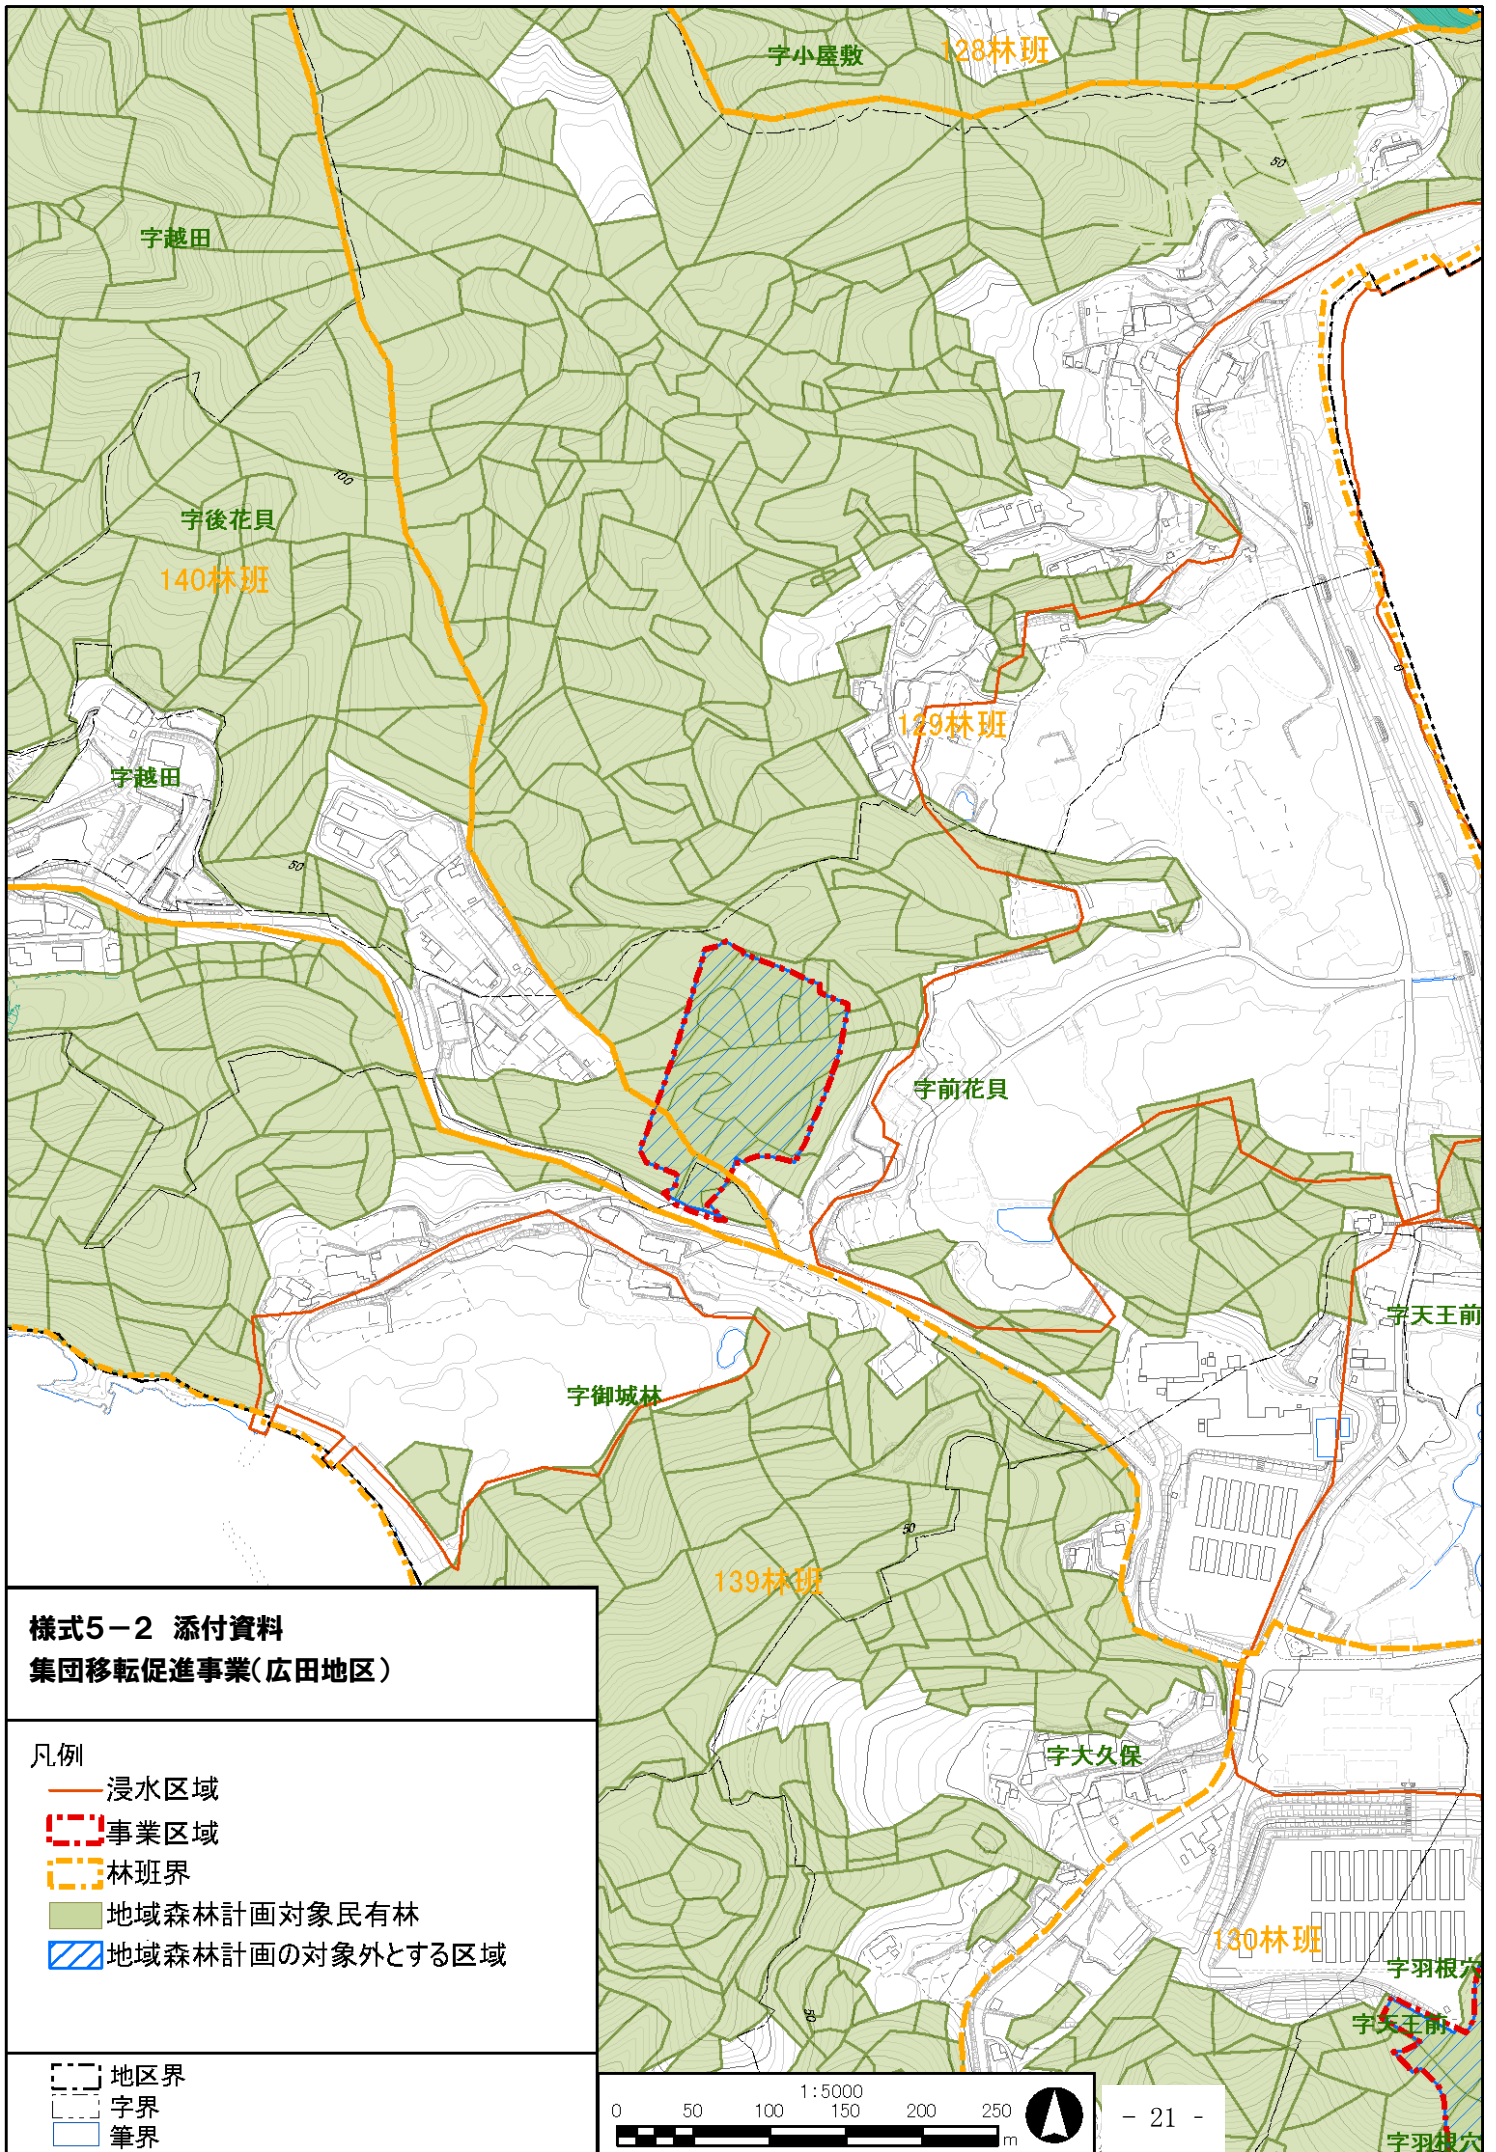 字小屋敷
128林班
50
字越田
100
字後花貝
140林班
0
129林班
字越田
50
字前花貝
字天王前
字御城林
50
139林班
様式5-2 添付資料
集団移転促進事業(広田地区)
凡例
浸水区域
事業区域
林班界
地域森林計画対象民有林
地域森林計画の対象外とする区域
地区界
字界
筆界
字大久保
130林班
字羽根穴
字天王前
50
字羽根穴
1:5000
0 50 100 150 200 250
m
- 21 -